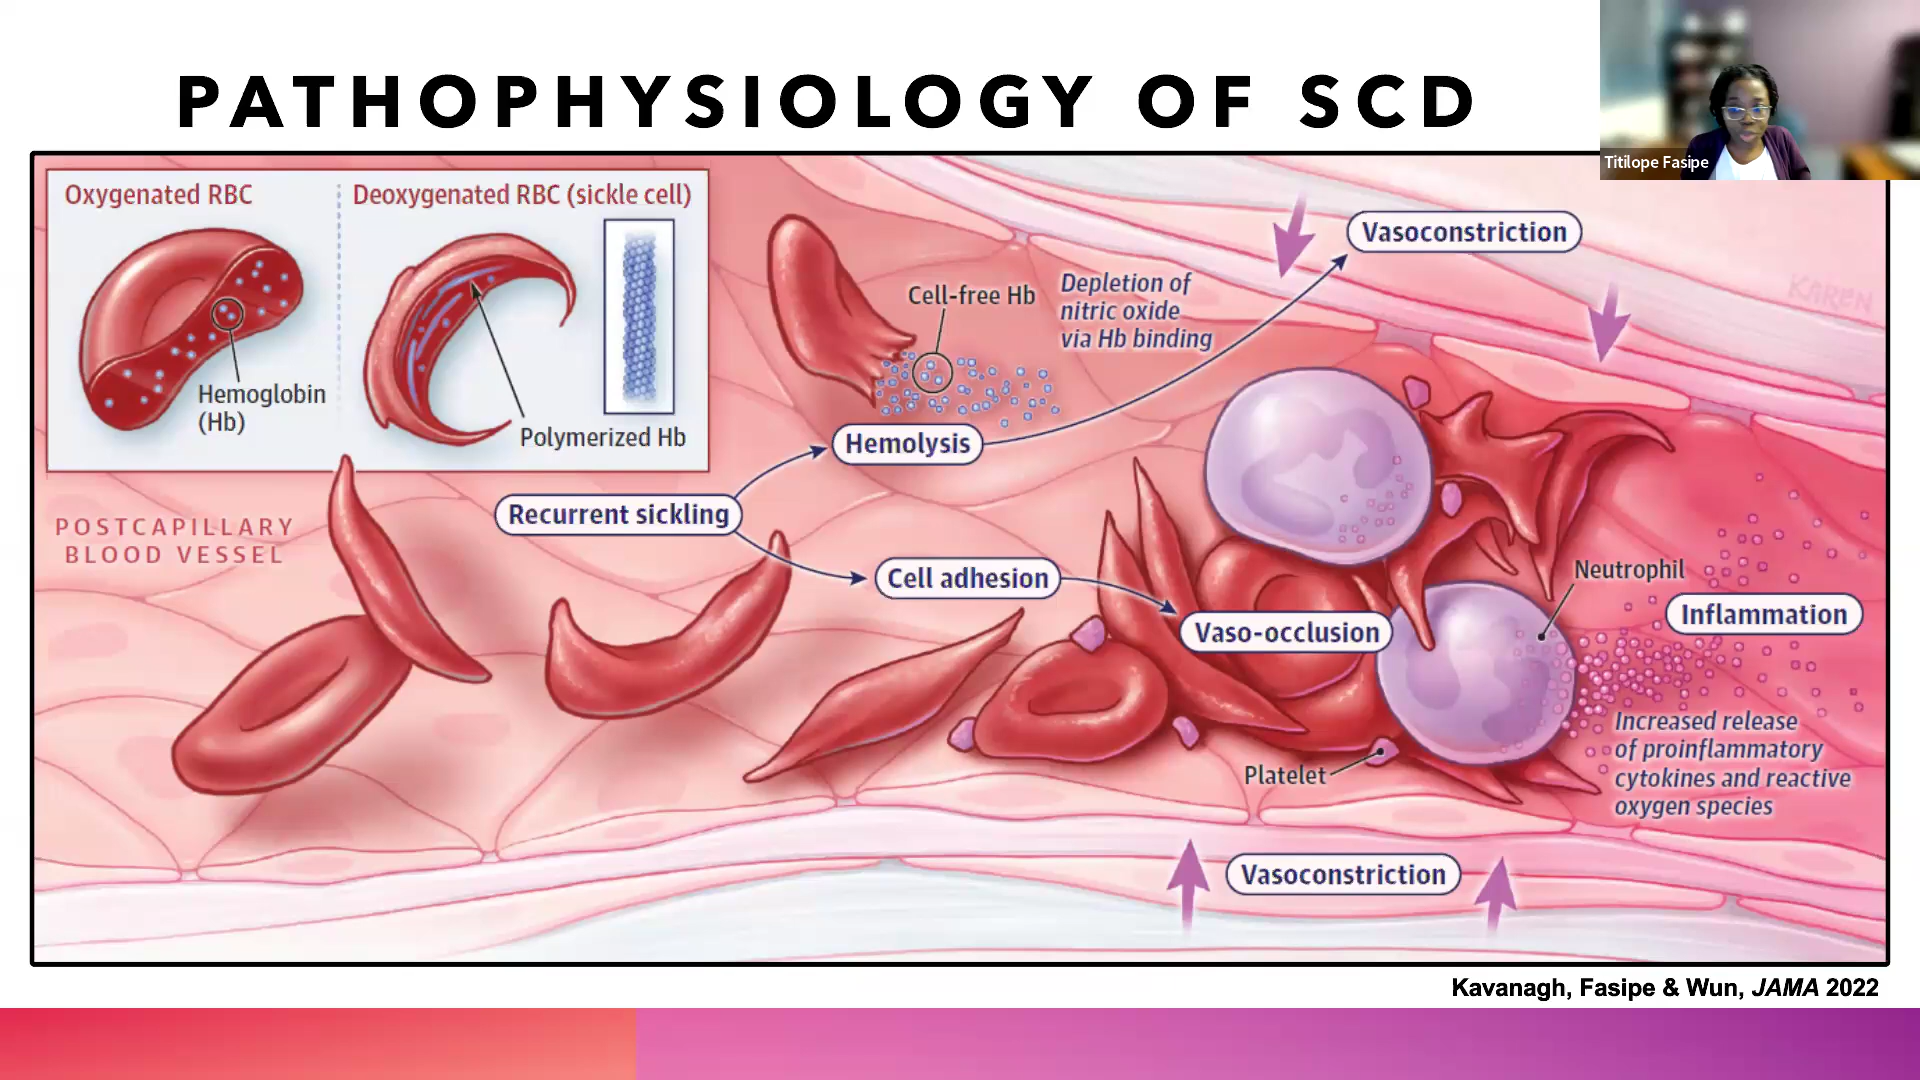 PATHOPHYSIOLOGY OF SCD
Titilope Fasipe
Oxygenated RBC
Deoxygenated RBC (sickle cell)
Hemoglobin
(Hb)
Polymerized Hb
Cell-free Hb
Depletion of
nitric oxide
via Hb binding
Vasoconstriction
KAREN
Hemolysis
Recurrent sickling
POSTCAPILLARY
BLOOD VESSEL
Cell adhesion
Vaso-occlusion
Neutrophil
Inflammation
Increased release
of proinflammatory
cytokines and reactive
oxygen species
Platelet
Vasoconstriction
Kavanagh, Fasipe & Wun, JAMA 2022